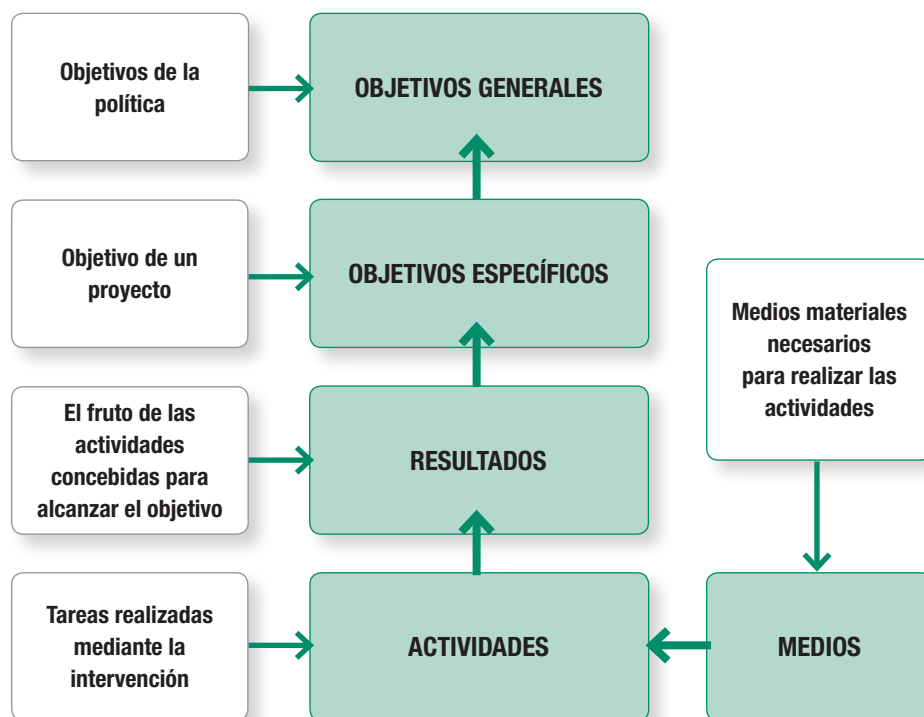 Objetivos de la
política
OBJETIVOS GENERALES
Objetivo de un
proyecto
OBJETIVOS ESPECÍFICOS
Medios materiales
necesarios
para realizar las
actividades
El fruto de las
actividades
concebidas para
alcanzar el objetivo
RESULTADOS
Tareas realizadas
mediante la
intervención
ACTIVIDADES
MEDIOS